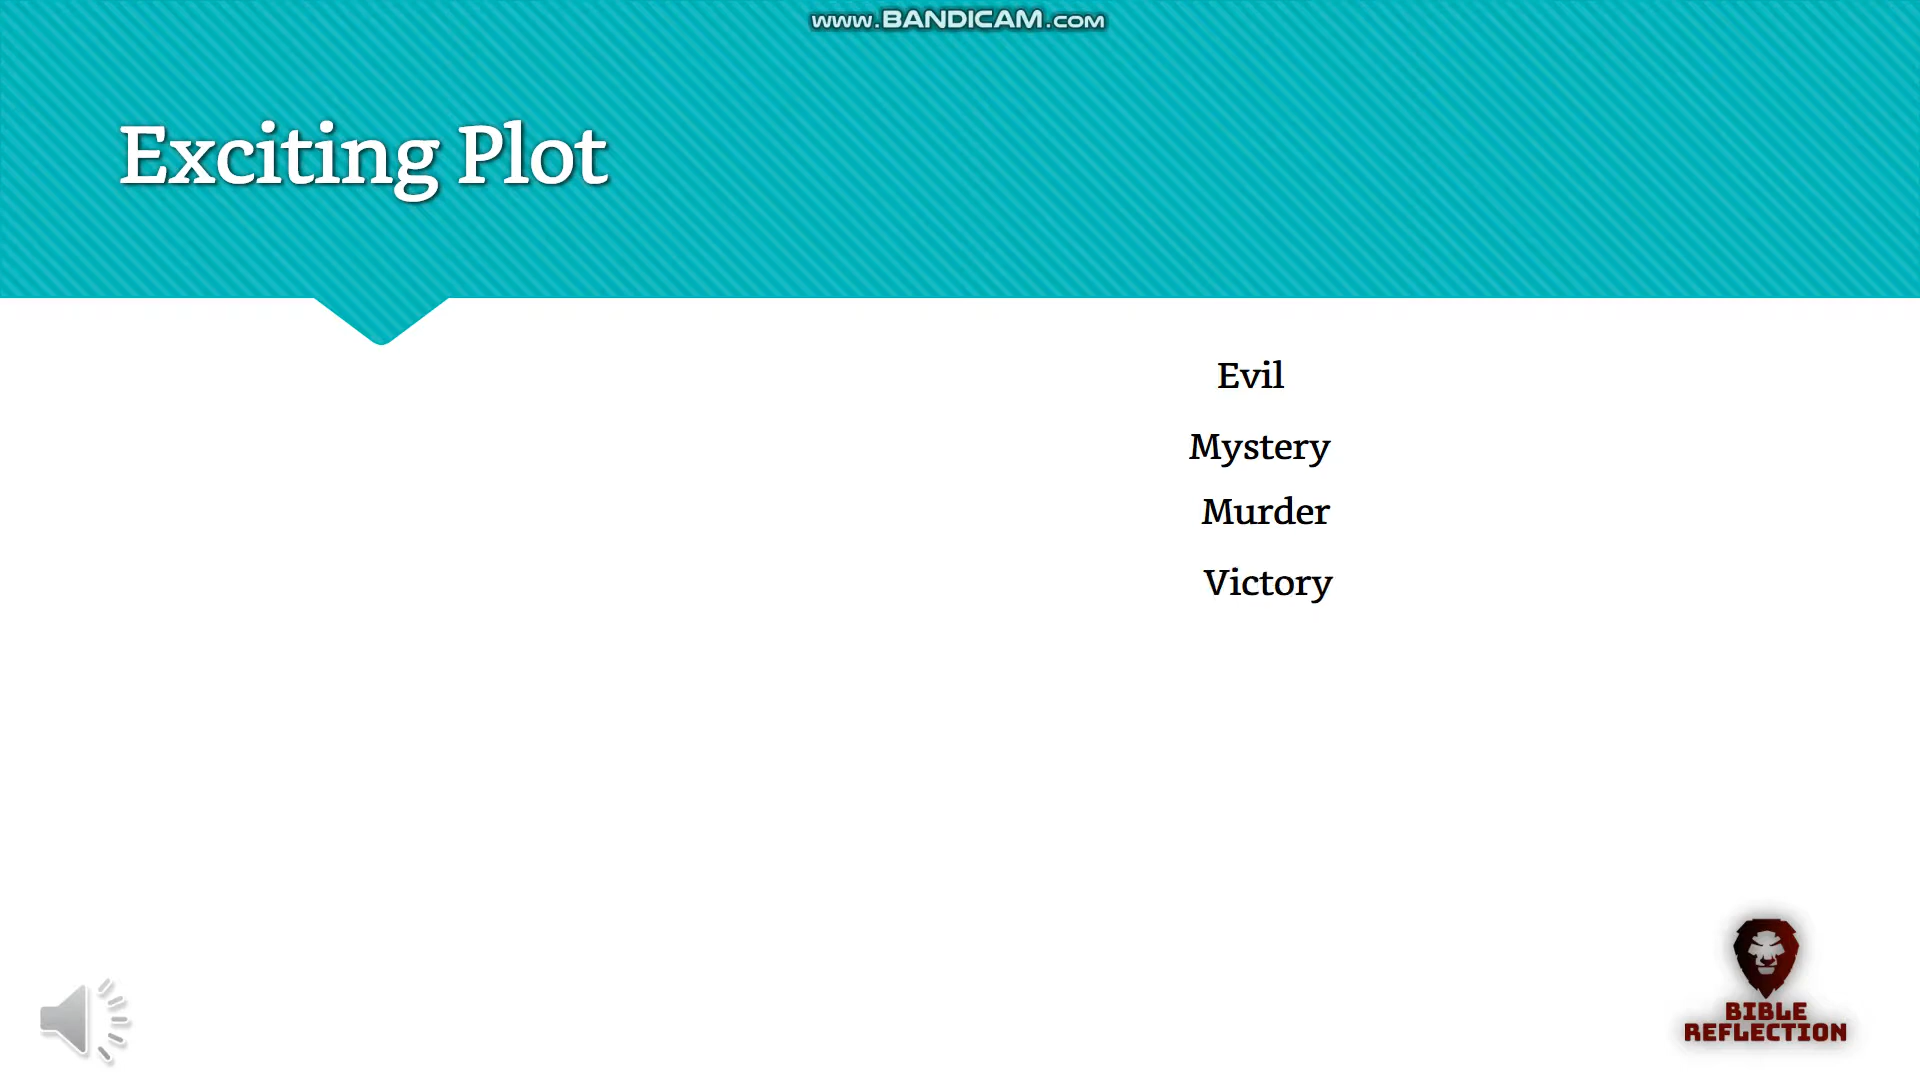 www.BANDICAM.com
Exciting Plot
Evil
Mystery
Murder
Victory
BIBLE
REFLECTION